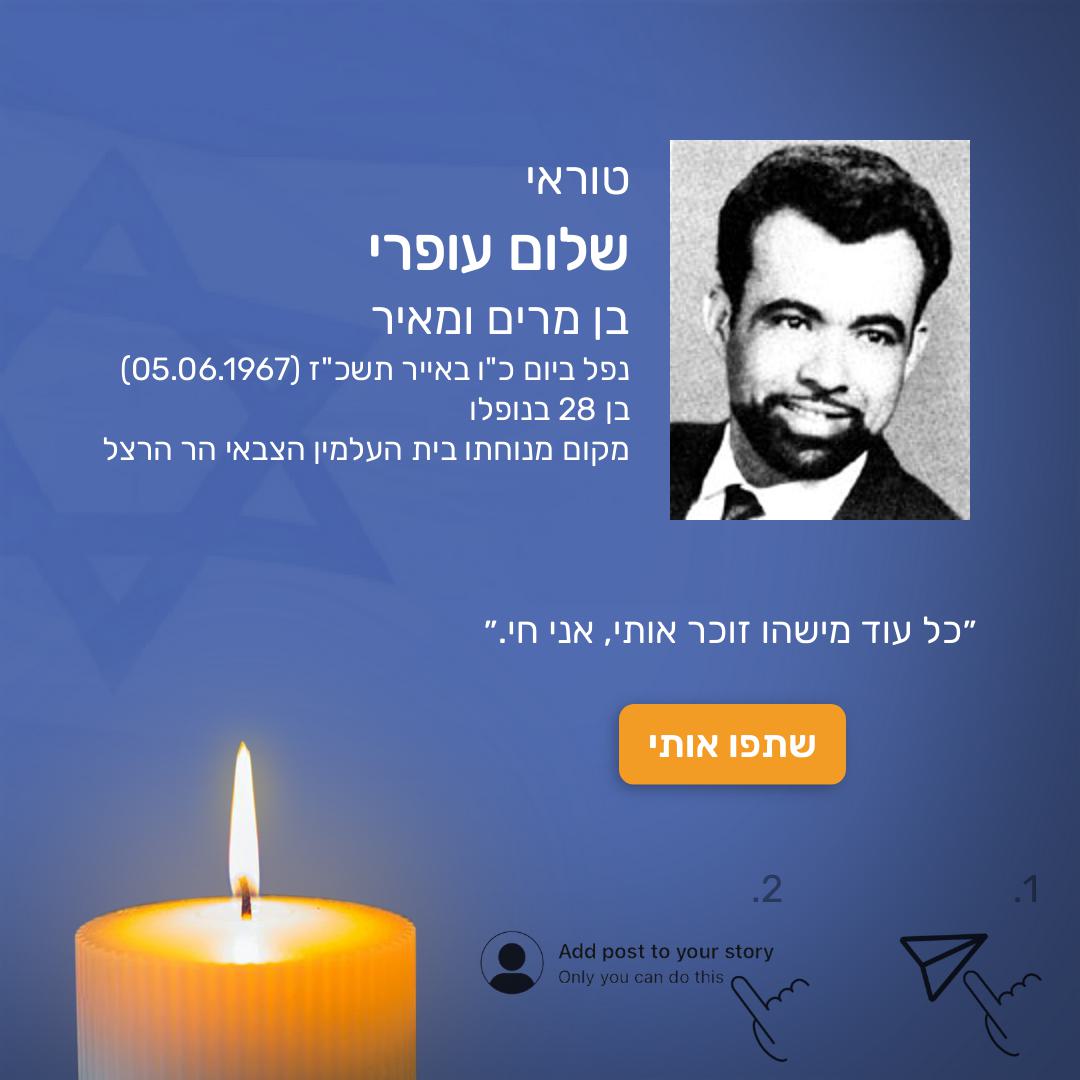 טוראי
שלום עופרי
בן מרים ומאיר
נפל ביום כ"ו באייר תשכ"ז (05.06.1967)
בן 28 בנופלו
מקום מנוחתו בית העלמין הצבאי הר הרצל
״כל עוד מישהו זוכר אותי, אני חי.״
שתפו אותי
.1
.2
Add post to your story
Only you can do this